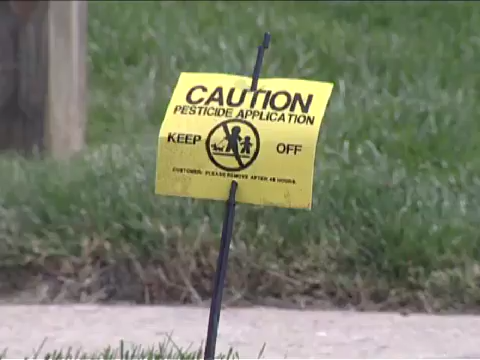 CAUTION
PESTICIDE APPLICATION
KEEP OFF
CUSTOMER: PLEASE REMOVE AFTER 48 HOURS.